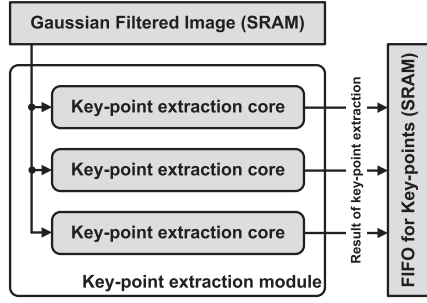 Gaussian Filtered Image (SRAM)
Key-point extraction core
Key-point extraction core
Key-point extraction core
Key-point extraction module
Result of key-point extraction
FIFO for Key-points (SRAM)